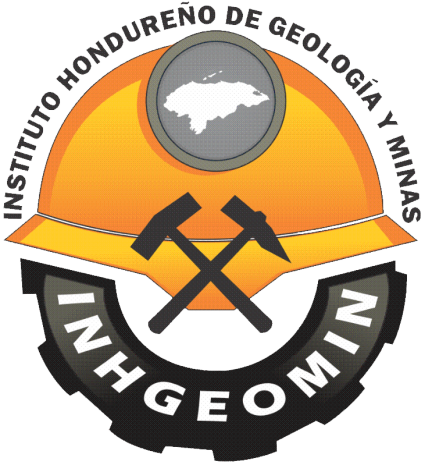 INSTITUTO HONDUREÑO DE GEOLOGÍA Y MINAS
INHGEOMIN